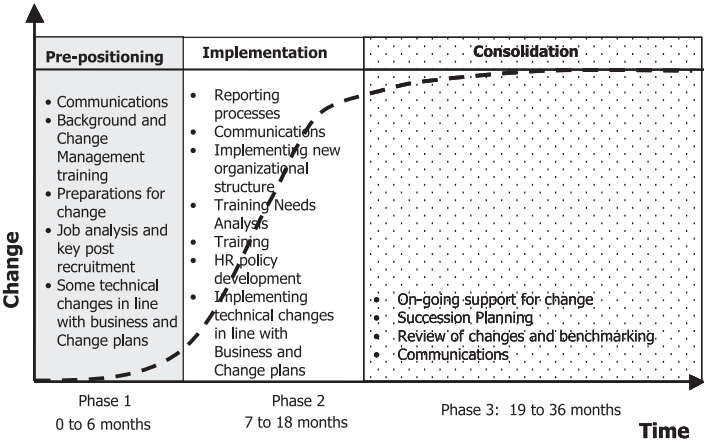 Change
Pre-positioning
• Communications
• Background and
Change
Management
training
• Preparations for
change
• Job analysis and
key post
recruitment
• Some technical
changes in line
with business and
Change plans
Implementation
• Reporting
processes
• Communications
• Implementing new
organizational
structure
• Training Needs
Analysis
• Training
• HR policy
development
• Implementing
technical changes
in line with
Business and
Change plans
Consolidation
• On-going support for change
• Succession Planning
• Review of changes and benchmarking
• Communications
Phase 1
0 to 6 months
Phase 2
7 to 18 months
Phase 3: 19 to 36 months
Time